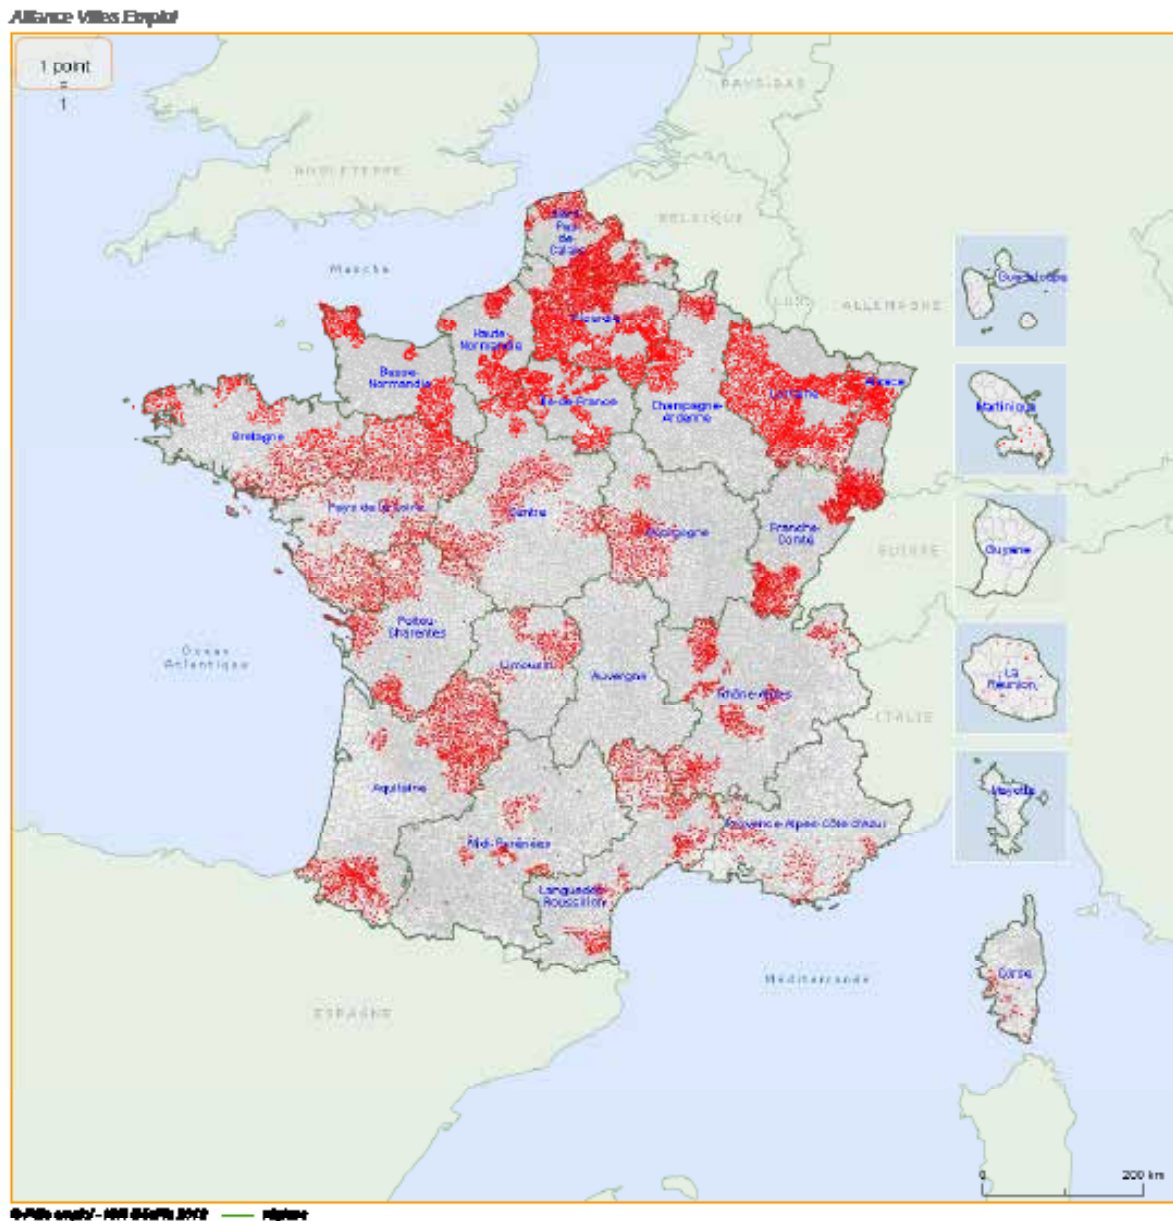 Alliance Villes Emploi
1 point
=
1
PAYS-BAS
ANGLETERRE
BELGIQUE
Nord-
Pas-
de-
Calais
Manche
LUX.
ALLEMAGNE
Guadeloupe
Picardie
Haute-
Normandie
Basse-
Normandie
Ile-de-France
Lorraine
Alsace
Champagne-
Ardenne
Martinique
Bretagne
Pays de la Loire
Centre
Bourgogne
Franche-
Comté
SUISSE
Guyane
Poitou-
Charentes
Océan
Atlantique
Limousin
Auvergne
Rhône-Alpes
ITALIE
La
Réunion
Aquitaine
Mayotte
Midi-Pyrénées
Provence-Alpes-Côte d'Azur
Languedoc-
Roussillon
Corse
Méditerranée
ESPAGNE
0
200 km
région